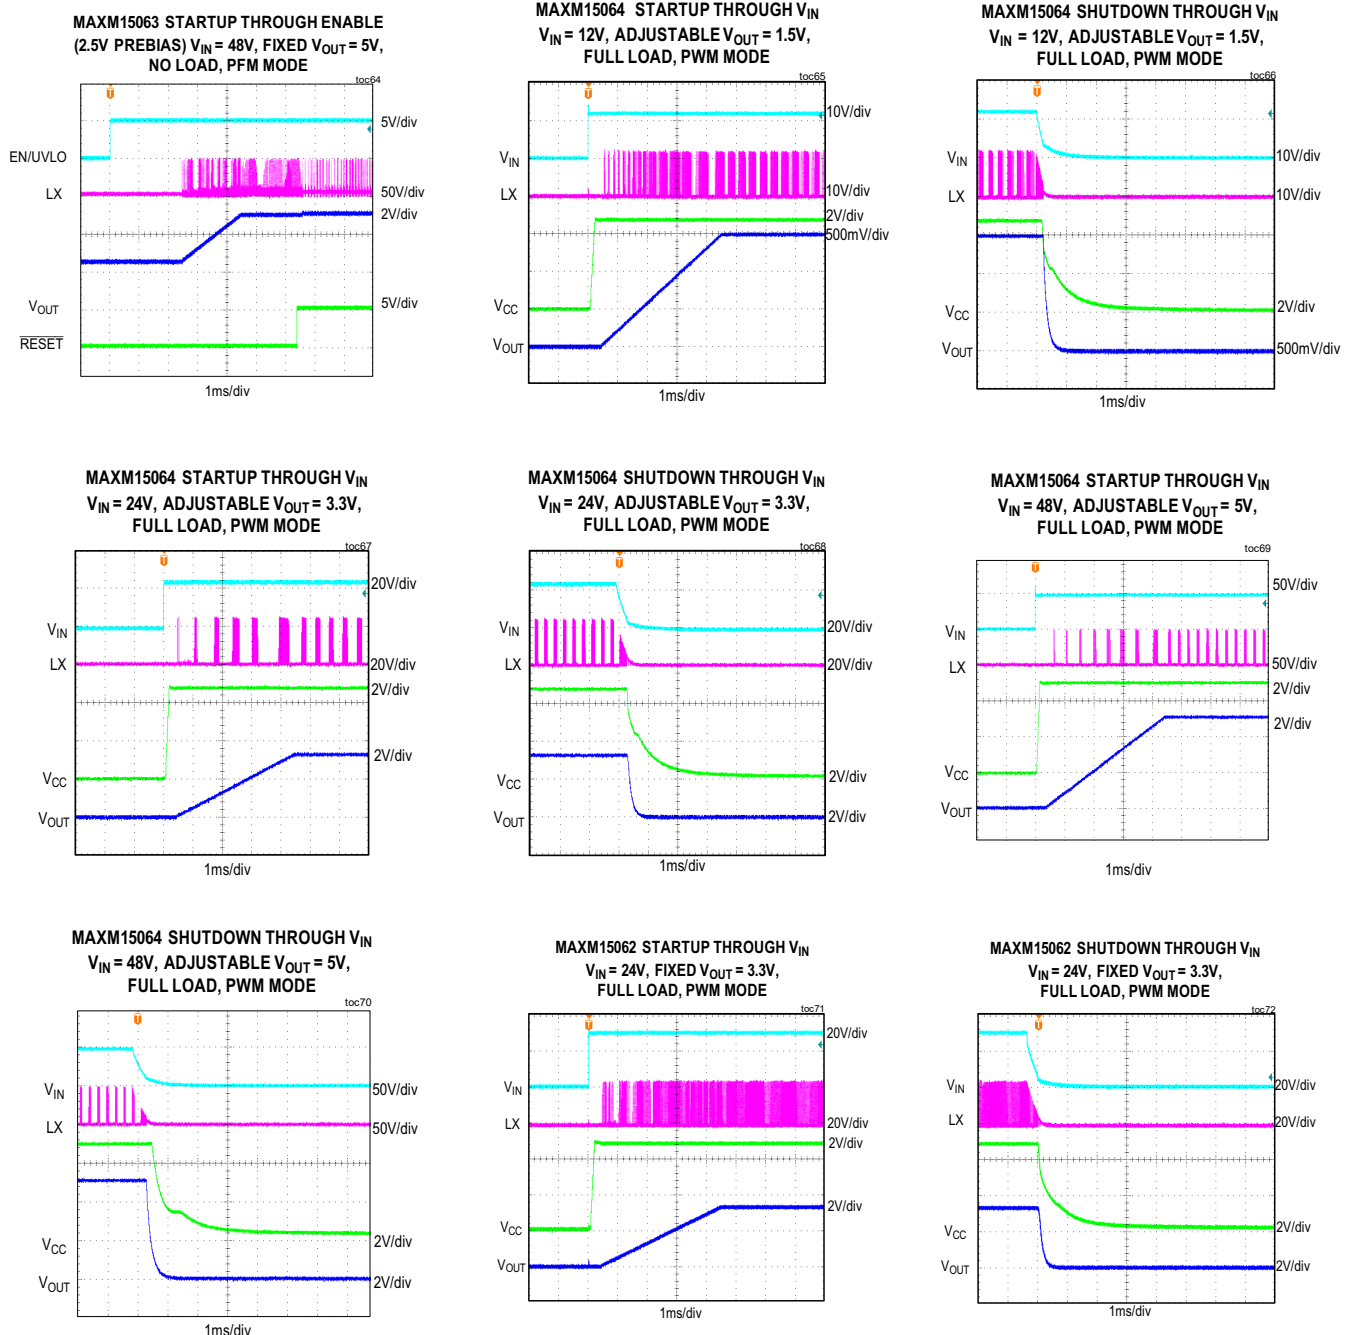 MAXM15063 STARTUP THROUGH ENABLE
(2.5V PREBIAS) VIN = 48V, FIXED VOUT = 5V,
NO LOAD, PFM MODE
toc64
5V/div
EN/UVLO
LX
50V/div
2V/div
VOUT
5V/div
RESET
1ms/div
MAXM15064 STARTUP THROUGH VIN
VIN = 12V, ADJUSTABLE VOUT = 1.5V,
FULL LOAD, PWM MODE
toc65
10V/div
VIN
LX
10V/div
2V/div
500mV/div
VCC
VOUT
1ms/div
MAXM15064 SHUTDOWN THROUGH VIN
VIN = 12V, ADJUSTABLE VOUT = 1.5V,
FULL LOAD, PWM MODE
toc66
VIN
10V/div
LX
10V/div
VCC
2V/div
VOUT
500mV/div
1ms/div
MAXM15064 STARTUP THROUGH VIN
VIN = 24V, ADJUSTABLE VOUT = 3.3V,
FULL LOAD, PWM MODE
toc67
20V/div
VIN
LX
20V/div
2V/div
2V/div
VCC
VOUT
1ms/div
MAXM15064 SHUTDOWN THROUGH VIN
VIN = 24V, ADJUSTABLE VOUT = 3.3V,
FULL LOAD, PWM MODE
toc68
VIN
20V/div
LX
20V/div
VCC
2V/div
VOUT
2V/div
1ms/div
MAXM15064 STARTUP THROUGH VIN
VIN = 48V, ADJUSTABLE VOUT = 5V,
FULL LOAD, PWM MODE
toc69
50V/div
VIN
LX
50V/div
2V/div
2V/div
VCC
VOUT
1ms/div
MAXM15064 SHUTDOWN THROUGH VIN
VIN = 48V, ADJUSTABLE VOUT = 5V,
FULL LOAD, PWM MODE
toc70
VIN
50V/div
LX
50V/div
VCC
2V/div
VOUT
2V/div
1ms/div
MAXM15062 STARTUP THROUGH VIN
VIN = 24V, FIXED VOUT = 3.3V,
FULL LOAD, PWM MODE
toc71
20V/div
VIN
LX
20V/div
2V/div
2V/div
VCC
VOUT
1ms/div
MAXM15062 SHUTDOWN THROUGH VIN
VIN = 24V, FIXED VOUT = 3.3V,
FULL LOAD, PWM MODE
toc72
VIN
20V/div
LX
20V/div
VCC
2V/div
VOUT
2V/div
1ms/div